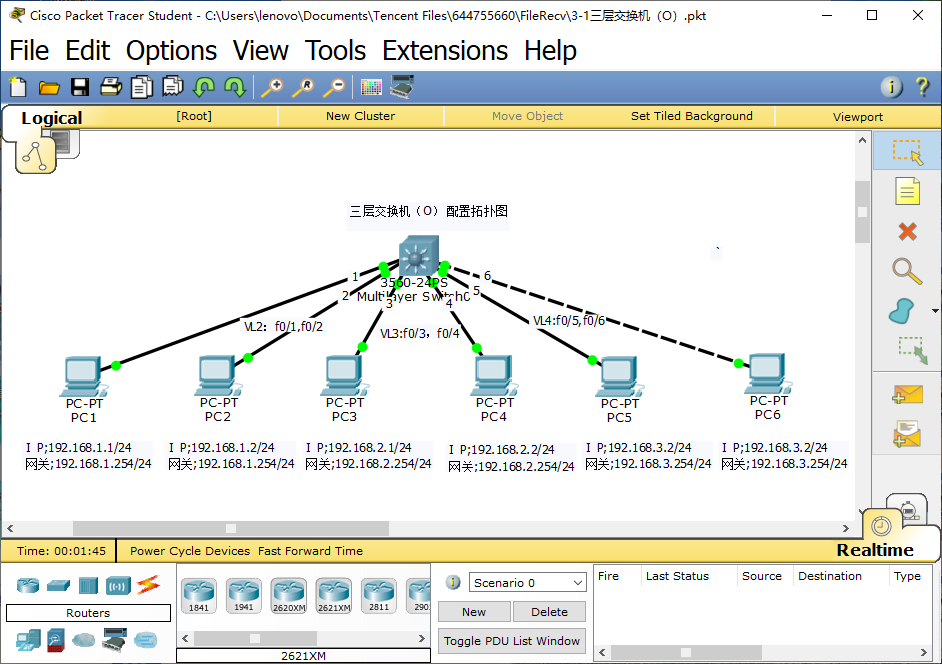 Cisco Packet Tracer Student - C:\Users\lenovo\Documents\Tencent Files\644755660\FileRecv\3-1三层交换机（O）.pkt
File Edit Options View Tools Extensions Help
Logical
[Root]
New Cluster
Move Object
Set Tiled Background
Viewport
三层交换机（O）配置拓扑图
3560-24PS
Multilayer Switch0
1
2
3
4
5
6
VL2：f0/1,f0/2
VL3:f0/3，f0/4
VL4:f0/5,f0/6
PC-PT
PC1
PC-PT
PC2
PC-PT
PC3
PC-PT
PC4
PC-PT
PC5
PC-PT
PC6
I P;192.168.1.1/24
网关;192.168.1.254/24
I P;192.168.1.2/24
网关;192.168.1.254/24
I P;192.168.2.1/24
网关;192.168.2.254/24
I P;192.168.2.2/24
网关;192.168.2.254/24
I P;192.168.3.2/24
网关;192.168.3.254/24
I P;192.168.3.2/24
网关;192.168.3.254/24
Time: 00:01:45
Power Cycle Devices Fast Forward Time
Realtime
Routers
1841
1941
2620XM
2621XM
2811
290
2621XM
Scenario 0
New
Delete
Toggle PDU List Window
Fire
Last Status
Source
Destination
Type